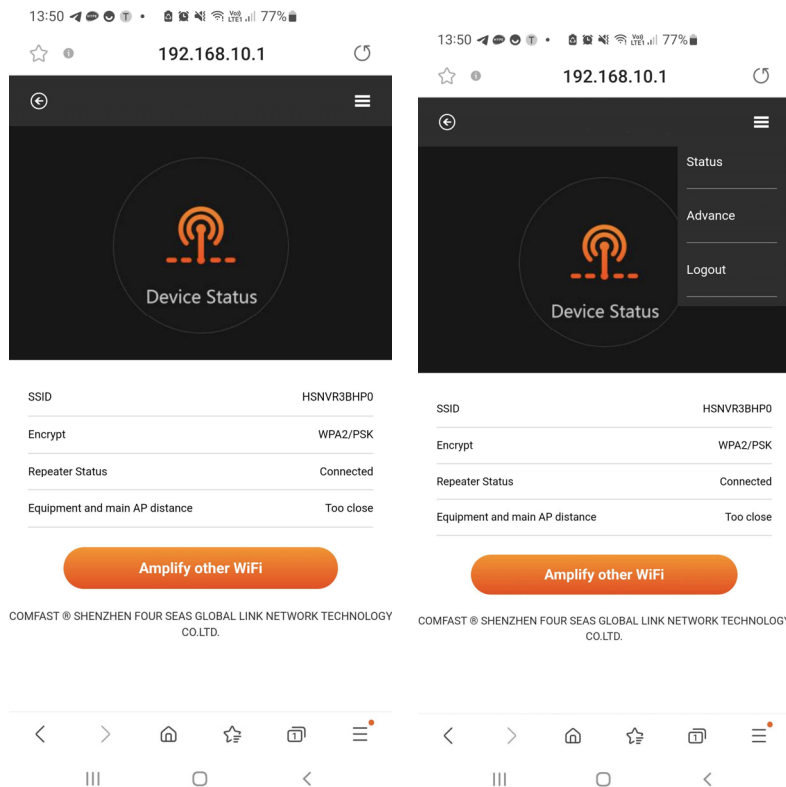 13:50
Vo)) LTE1
77%
192.168.10.1
Device Status
SSID HSNVR3BHP0
Encrypt WPA2/PSK
Repeater Status Connected
Equipment and main AP distance Too close
Amplify other WiFi
COMFAST ® SHENZHEN FOUR SEAS GLOBAL LINK NETWORK TECHNOLOGY
CO.LTD.
1
13:50
Vo)) LTE1
77%
192.168.10.1
Status
Advance
Logout
Device Status
SSID HSNVR3BHP0
Encrypt WPA2/PSK
Repeater Status Connected
Equipment and main AP distance Too close
Amplify other WiFi
COMFAST ® SHENZHEN FOUR SEAS GLOBAL LINK NETWORK TECHNOLOGY
CO.LTD.
1